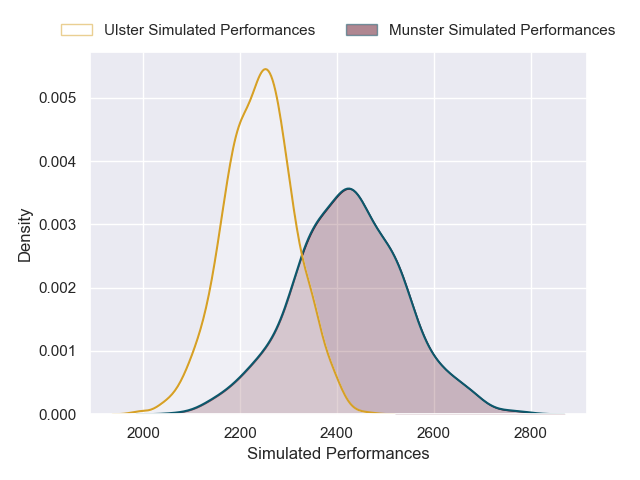 Ulster Simulated Performances Munster Simulated Performances
0.005
0.004
0.003
0.002
0.001
0.000
Density
2000 2200 2400 2600 2800
Simulated Performances